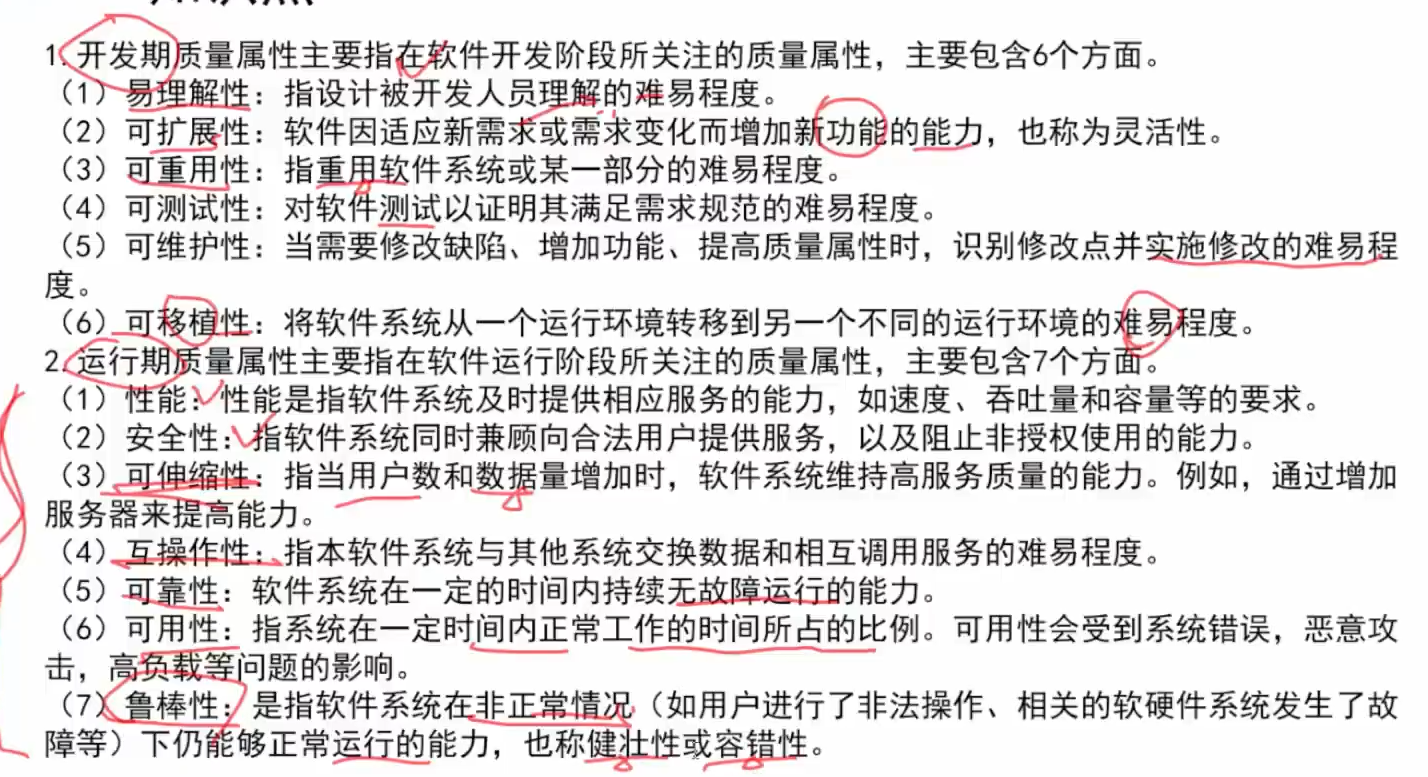 1.开发期质量属性主要指在软件开发阶段所关注的质量属性，主要包含6个方面。
（1）易理解性：指设计被开发人员理解的难易程度。
（2）可扩展性：软件因适应新需求或需求变化而增加新功能的能力，也称为灵活性。
（3）可重用性：指重用软件系统或某一部分的难易程度。
（4）可测试性：对软件测试以证明其满足需求规范的难易程度。
（5）可维护性：当需要修改缺陷、增加功能、提高质量属性时，识别修改点并实施修改的难易程
度。
（6）可移植性：将软件系统从一个运行环境转移到另一个不同的运行环境的难易程度。
2.运行期质量属性主要指在软件运行阶段所关注的质量属性，主要包含7个方面。
（1）性能：性能是指软件系统及时提供相应服务的能力，如速度、吞吐量和容量等的要求。
（2）安全性：指软件系统同时兼顾向合法用户提供服务，以及阻止非授权使用的能力。
（3）可伸缩性：指当用户数和数据量增加时，软件系统维持高服务质量的能力。例如，通过增加
服务器来提高能力。
（4）互操作性：指本软件系统与其他系统交换数据和相互调用服务的难易程度。
（5）可靠性：软件系统在一定的时间内持续无故障运行的能力。
（6）可用性：指系统在一定时间内正常工作的时间所占的比例。可用性会受到系统错误，恶意攻
击，高负载等问题的影响。
（7）鲁棒性：是指软件系统在非正常情况（如用户进行了非法操作、相关的软硬件系统发生了故
障等）下仍能够正常运行的能力，也称健壮性或容错性。